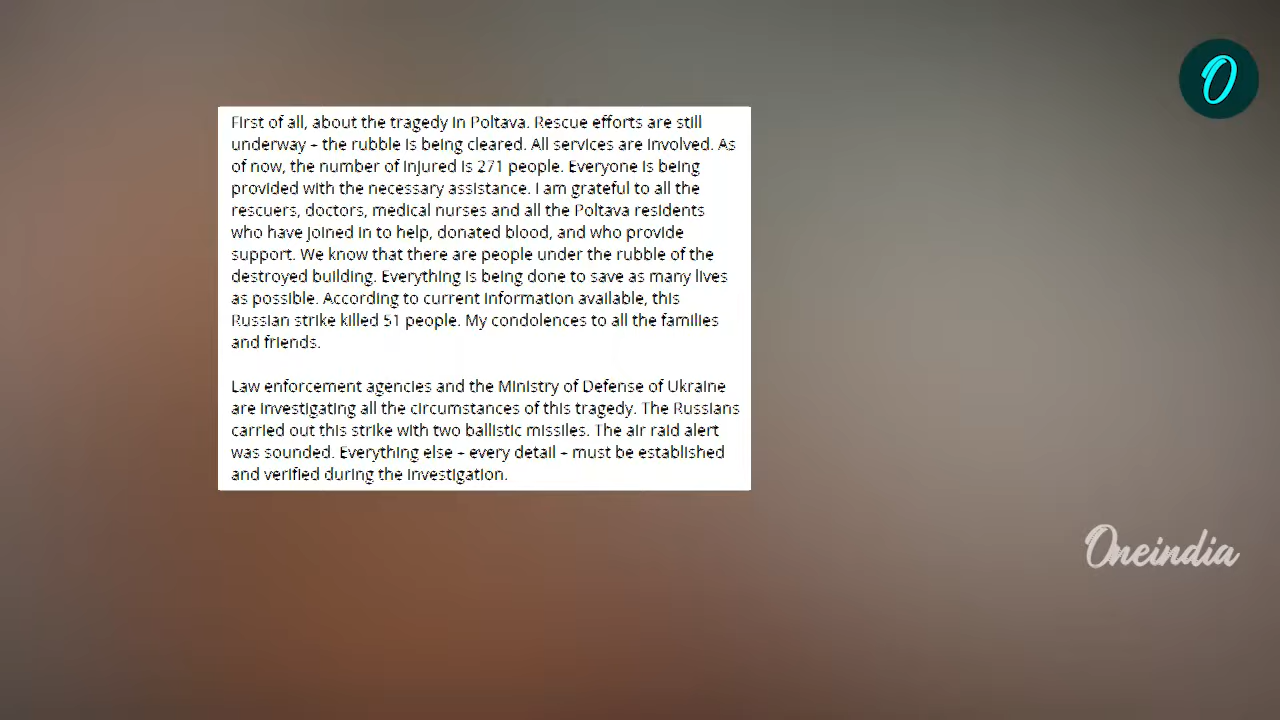 First of all, about the tragedy in Poltava. Rescue efforts are still
underway - the rubble is being cleared. All services are involved. As
of now, the number of injured is 271 people. Everyone is being
provided with the necessary assistance. I am grateful to all the
rescuers, doctors, medical nurses and all the Poltava residents
who have joined in to help, donated blood, and who provide
support. We know that there are people under the rubble of the
destroyed building. Everything is being done to save as many lives
as possible. According to current information available, this
Russian strike killed 51 people. My condolences to all the families
and friends.
Law enforcement agencies and the Ministry of Defense of Ukraine
are investigating all the circumstances of this tragedy. The Russians
carried out this strike with two ballistic missiles. The air raid alert
was sounded. Everything else - every detail - must be established
and verified during the investigation.
O
Oneindia